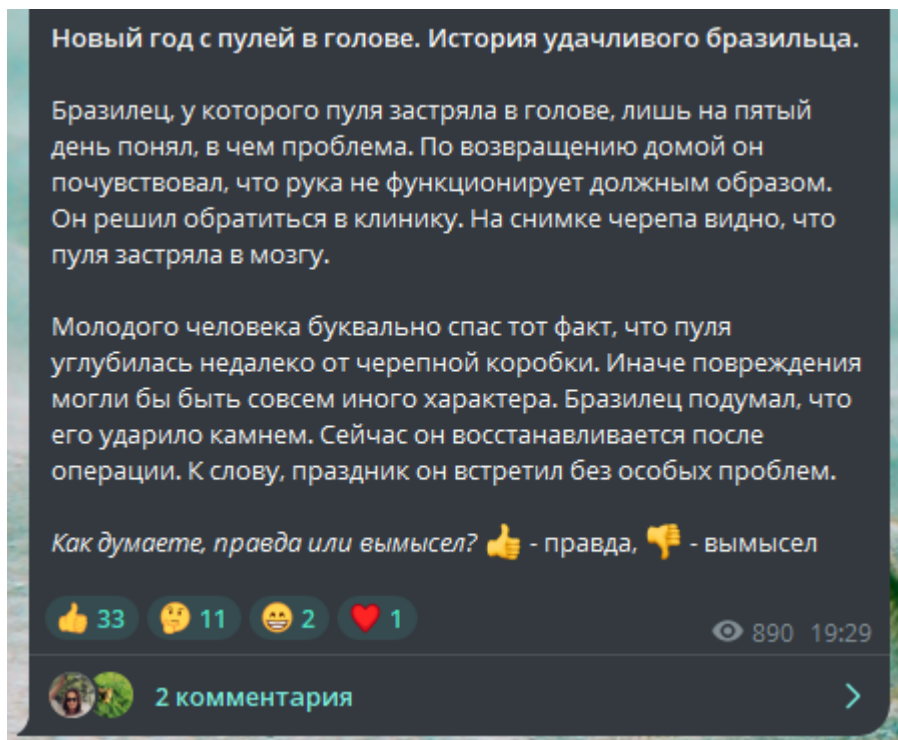 Новый год с пулей в голове. История удачливого бразильца.
Бразилец, у которого пуля застряла в голове, лишь на пятый
день понял, в чем проблема. По возвращению домой он
почувствовал, что рука не функционирует должным образом.
Он решил обратиться в клинику. На снимке черепа видно, что
пуля застряла в мозгу.
Молодого человека буквально спас тот факт, что пуля
углубилась недалеко от черепной коробки. Иначе повреждения
могли бы быть совсем иного характера. Бразилец подумал, что
его ударило камнем. Сейчас он восстанавливается после
операции. К слову, праздник он встретил без особых проблем.
Как думаете, правда или вымысел? 👍 - правда, 👎 - вымысел
👍 33 🤔 11 😁 2 ❤ 1
890 19:29
2 комментария